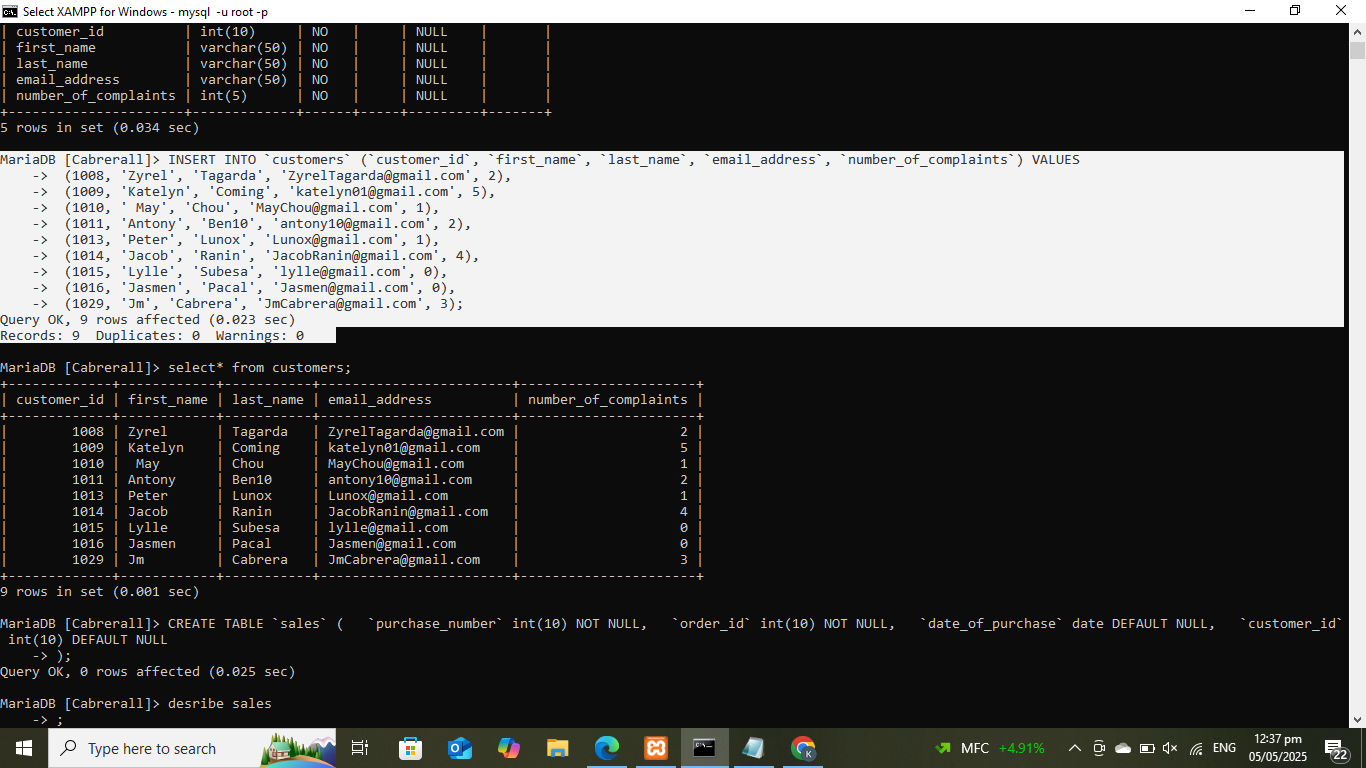 Select XAMPP for Windows - mysql  -u root -p
| customer_id          | int(10)     | NO   |     | NULL    |       |
| first_name           | varchar(50) | NO   |     | NULL    |       |
| last_name            | varchar(50) | NO   |     | NULL    |       |
| email_address        | varchar(50) | NO   |     | NULL    |       |
| number_of_complaints | int(5)      | NO   |     | NULL    |       |
+----------------------+-------------+------+-----+---------+-------+
5 rows in set (0.034 sec)
MariaDB [Cabrerall]> INSERT INTO `customers` (`customer_id`, `first_name`, `last_name`, `email_address`, `number_of_complaints`) VALUES
    ->  (1008, 'Zyrel', 'Tagarda', 'ZyrelTagarda@gmail.com', 2),
    ->  (1009, 'Katelyn', 'Coming', 'katelyn01@gmail.com', 5),
    ->  (1010, ' May', 'Chou', 'MayChou@gmail.com', 1),
    ->  (1011, 'Antony', 'Ben10', 'antony10@gmail.com', 2),
    ->  (1013, 'Peter', 'Lunox', 'Lunox@gmail.com', 1),
    ->  (1014, 'Jacob', 'Ranin', 'JacobRanin@gmail.com', 4),
    ->  (1015, 'Lylle', 'Subesa', 'lylle@gmail.com', 0),
    ->  (1016, 'Jasmen', 'Pacal', 'Jasmen@gmail.com', 0),
    ->  (1029, 'Jm', 'Cabrera', 'JmCabrera@gmail.com', 3);
Query OK, 9 rows affected (0.023 sec)
Records: 9  Duplicates: 0  Warnings: 0
MariaDB [Cabrerall]> select* from customers;
+-------------+------------+-----------+------------------------+----------------------+
| customer_id | first_name | last_name | email_address          | number_of_complaints |
+-------------+------------+-----------+------------------------+----------------------+
|        1008 | Zyrel      | Tagarda   | ZyrelTagarda@gmail.com |                    2 |
|        1009 | Katelyn    | Coming    | katelyn01@gmail.com    |                    5 |
|        1010 |  May       | Chou      | MayChou@gmail.com      |                    1 |
|        1011 | Antony     | Ben10     | antony10@gmail.com     |                    2 |
|        1013 | Peter      | Lunox     | Lunox@gmail.com        |                    1 |
|        1014 | Jacob      | Ranin     | JacobRanin@gmail.com   |                    4 |
|        1015 | Lylle      | Subesa    | lylle@gmail.com        |                    0 |
|        1016 | Jasmen     | Pacal     | Jasmen@gmail.com       |                    0 |
|        1029 | Jm         | Cabrera   | JmCabrera@gmail.com    |                    3 |
+-------------+------------+-----------+------------------------+----------------------+
9 rows in set (0.001 sec)
MariaDB [Cabrerall]> CREATE TABLE `sales` (   `purchase_number` int(10) NOT NULL,   `order_id` int(10) NOT NULL,   `date_of_purchase` date DEFAULT NULL,   `customer_id`
 int(10) DEFAULT NULL
    -> );
Query OK, 0 rows affected (0.025 sec)
MariaDB [Cabrerall]> desribe sales
    -> ;
Type here to search
MFC +4.91%
ENG
12:37 pm
05/05/2025
22